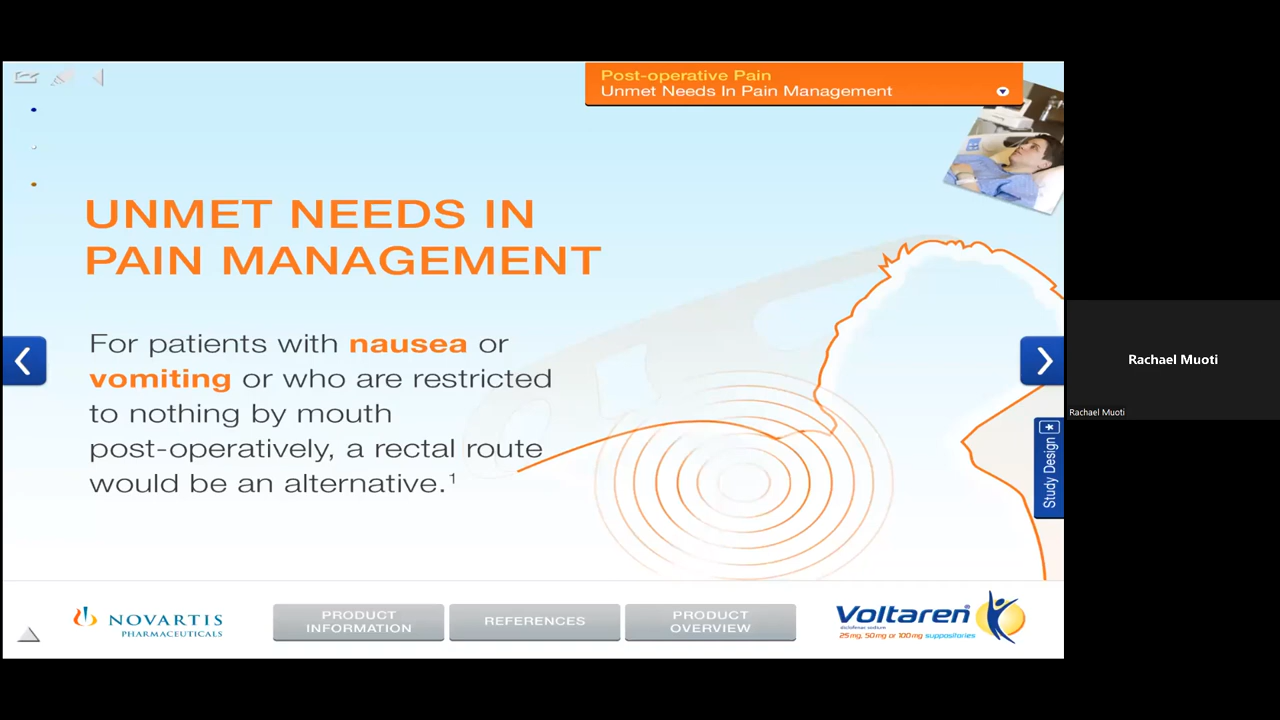 Post-operative Pain
Unmet Needs In Pain Management
UNMET NEEDS IN
PAIN MANAGEMENT
For patients with nausea or
vomiting or who are restricted
to nothing by mouth
post-operatively, a rectal route
would be an alternative.¹
Study Design *
NOVARTIS
PHARMACEUTICALS
PRODUCT
INFORMATION
REFERENCES
PRODUCT
OVERVIEW
Voltaren®
diclofenac sodium
25mg, 50mg or 100mg suppositories
Rachael Muoti
Rachael Muoti